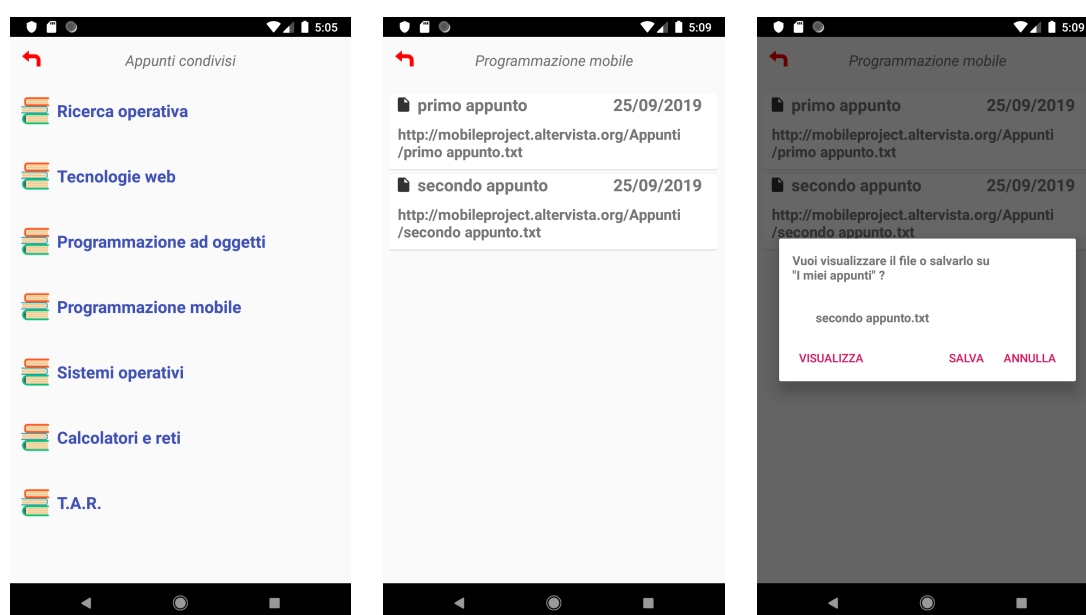 5:05
Appunti condivisi
Ricerca operativa
Tecnologie web
Programmazione ad oggetti
Programmazione mobile
Sistemi operativi
Calcolatori e reti
T.A.R.
5:09
Programmazione mobile
primo appunto 25/09/2019
http://mobileproject.altervista.org/Appunti
/primo appunto.txt
secondo appunto 25/09/2019
http://mobileproject.altervista.org/Appunti
/secondo appunto.txt
5:09
Programmazione mobile
primo appunto 25/09/2019
http://mobileproject.altervista.org/Appunti
/primo appunto.txt
secondo appunto 25/09/2019
http://mobileproject.altervista.org/Appunti
/secondo appunto.txt
Vuoi visualizzare il file o salvarlo su
"I miei appunti" ?
secondo appunto.txt
VISUALIZZA SALVA ANNULLA